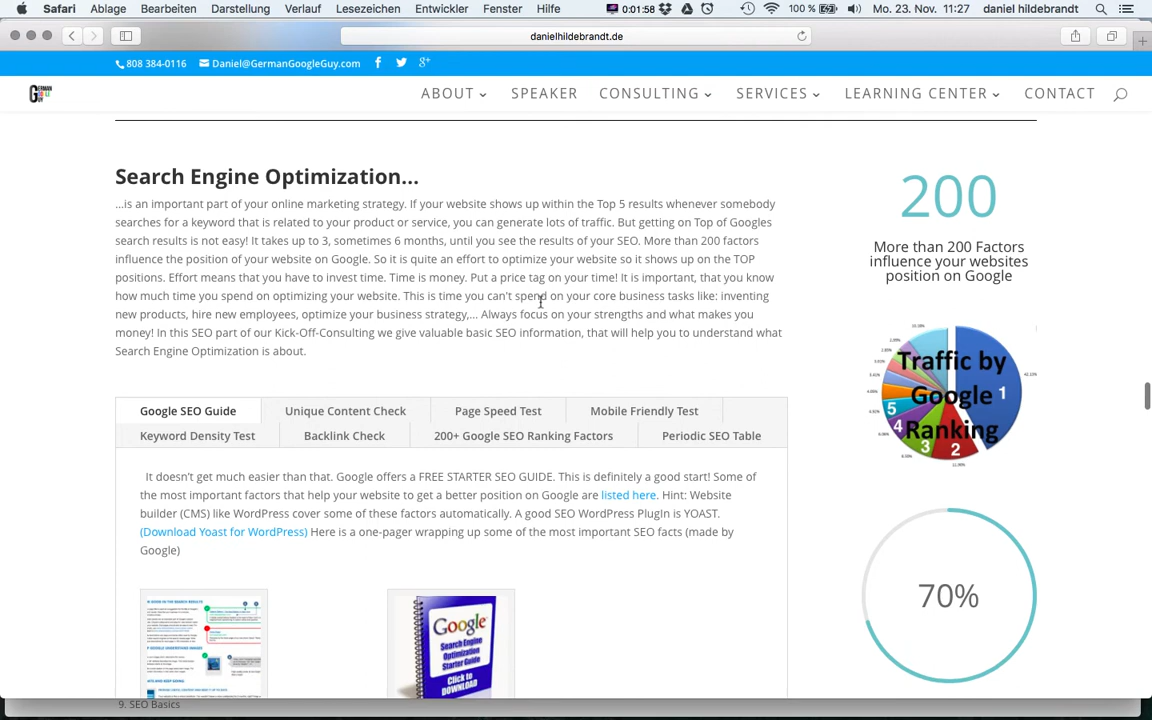 Safari Ablage Bearbeiten Darstellung Verlauf Lesezeichen Entwickler Fenster Hilfe 0:01:58 100 % Mo. 23. Nov. 11:27 daniel hildebrandt
danielhildebrandt.de
808 384-0116 Daniel@GermanGoogleGuy.com
ABOUT SPEAKER CONSULTING SERVICES LEARNING CENTER CONTACT
Search Engine Optimization...
...is an important part of your online marketing strategy. If your website shows up within the Top 5 results whenever somebody
searches for a keyword that is related to your product or service, you can generate lots of traffic. But getting on Top of Googles
search results is not easy! It takes up to 3, sometimes 6 months, until you see the results of your SEO. More than 200 factors
influence the position of your website on Google. So it is quite an effort to optimize your website so it shows up on the TOP
positions. Effort means that you have to invest time. Time is money. Put a price tag on your time! It is important, that you know
how much time you spend on optimizing your website. This is time you can't spend on your core business tasks like: inventing
new products, hire new employees, optimize your business strategy,... Always focus on your strengths and what makes you
money! In this SEO part of our Kick-Off-Consulting we give valuable basic SEO information, that will help you to understand what
Search Engine Optimization is about.
200
More than 200 Factors
influence your websites
position on Google
Traffic by
Google
Ranking
1
2
3
4
5
70%
Google SEO Guide Unique Content Check Page Speed Test Mobile Friendly Test
Keyword Density Test Backlink Check 200+ Google SEO Ranking Factors Periodic SEO Table
It doesn't get much easier than that. Google offers a FREE STARTER SEO GUIDE. This is definitely a good start! Some of
the most important factors that help your website to get a better position on Google are listed here. Hint: Website
builder (CMS) like WordPress cover some of these factors automatically. A good SEO WordPress PlugIn is YOAST.
(Download Yoast for WordPress) Here is a one-pager wrapping up some of the most important SEO facts (made by
Google)
Google
Search Engine
Optimization
Starter Guide
Click to
DOWNLOAD
9. SEO Basics